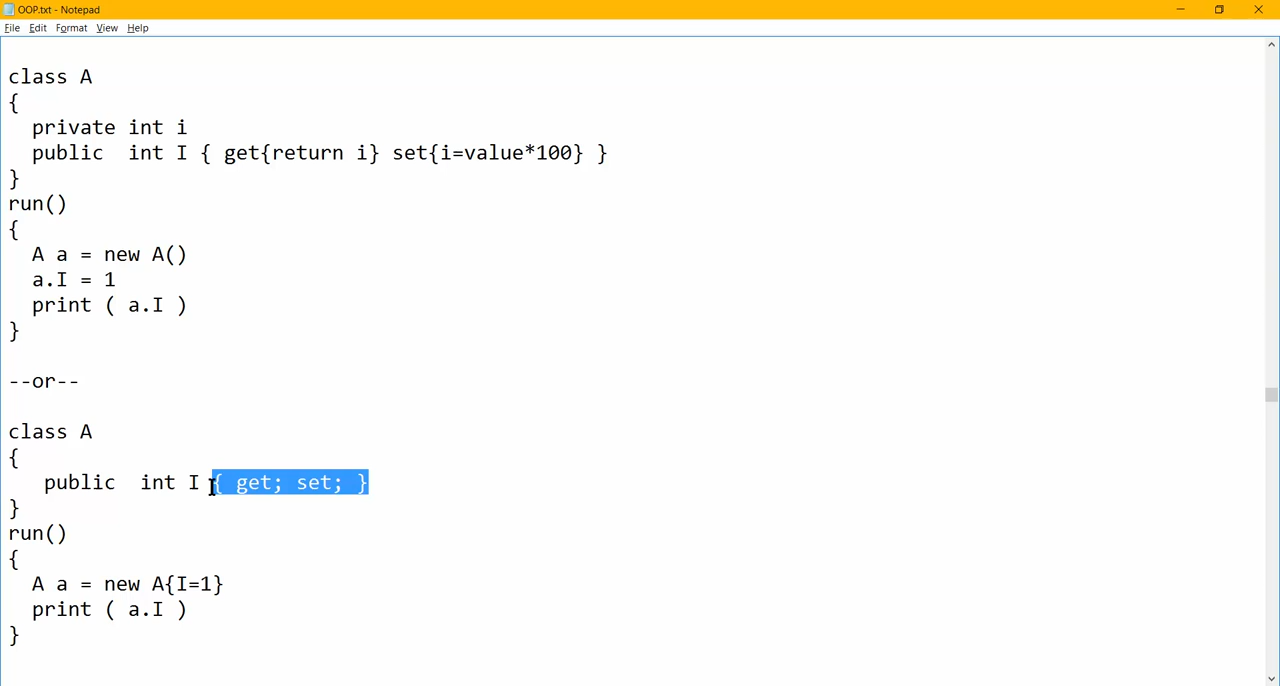 OOP.txt - Notepad
File Edit Format View Help
class A
{
  private int i
  public  int I { get{return i} set{i=value*100} }
}
run()
{
  A a = new A()
  a.I = 1
  print ( a.I )
}
--or--
class A
{
   public  int I { get; set; }
}
run()
{
  A a = new A{I=1}
  print ( a.I )
}